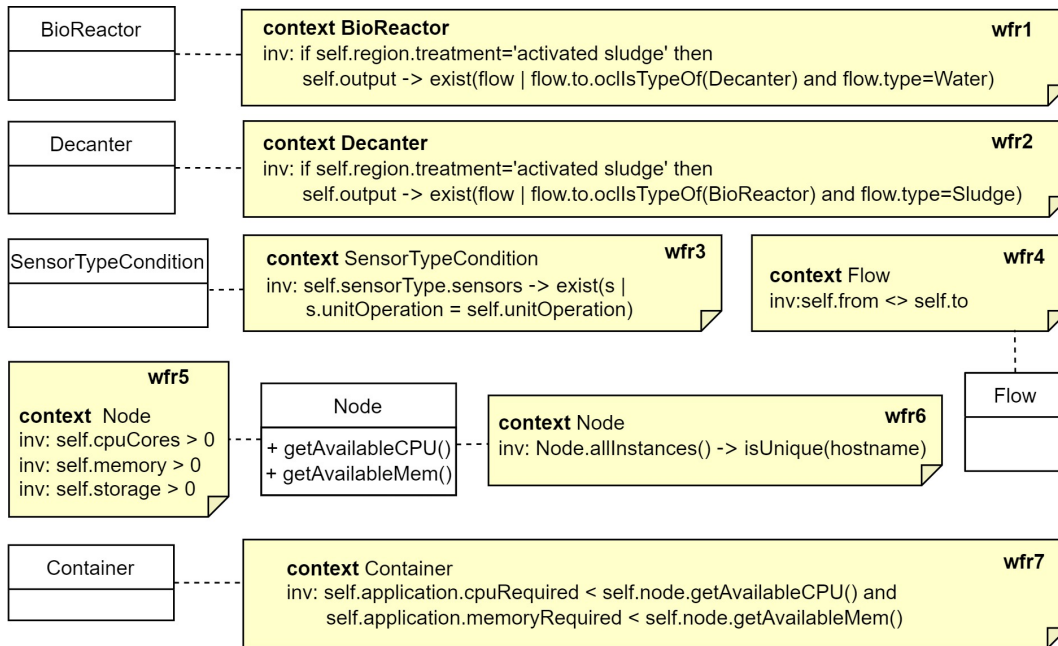 BioReactor
context BioReactor
wfr1
inv: if self.region.treatment='activated sludge' then
self.output -> exist(flow | flow.to.oclIsTypeOf(Decanter) and flow.type=Water)
Decanter
context Decanter
wfr2
inv: if self.region.treatment='activated sludge' then
self.output -> exist(flow | flow.to.oclIsTypeOf(BioReactor) and flow.type=Sludge)
SensorTypeCondition
context SensorTypeCondition
wfr3
inv: self.sensorType.sensors -> exist(s |
s.unitOperation = self.unitOperation)
wfr4
context Flow
inv:self.from <> self.to
Flow
wfr5
context Node
inv: self.cpuCores > 0
inv: self.memory > 0
inv: self.storage > 0
Node
+ getAvailableCPU()
+ getAvailableMem()
wfr6
context Node
inv: Node.allInstances() -> isUnique(hostname)
Container
wfr7
context Container
inv: self.application.cpuRequired < self.node.getAvailableCPU() and
self.application.memoryRequired < self.node.getAvailableMem()